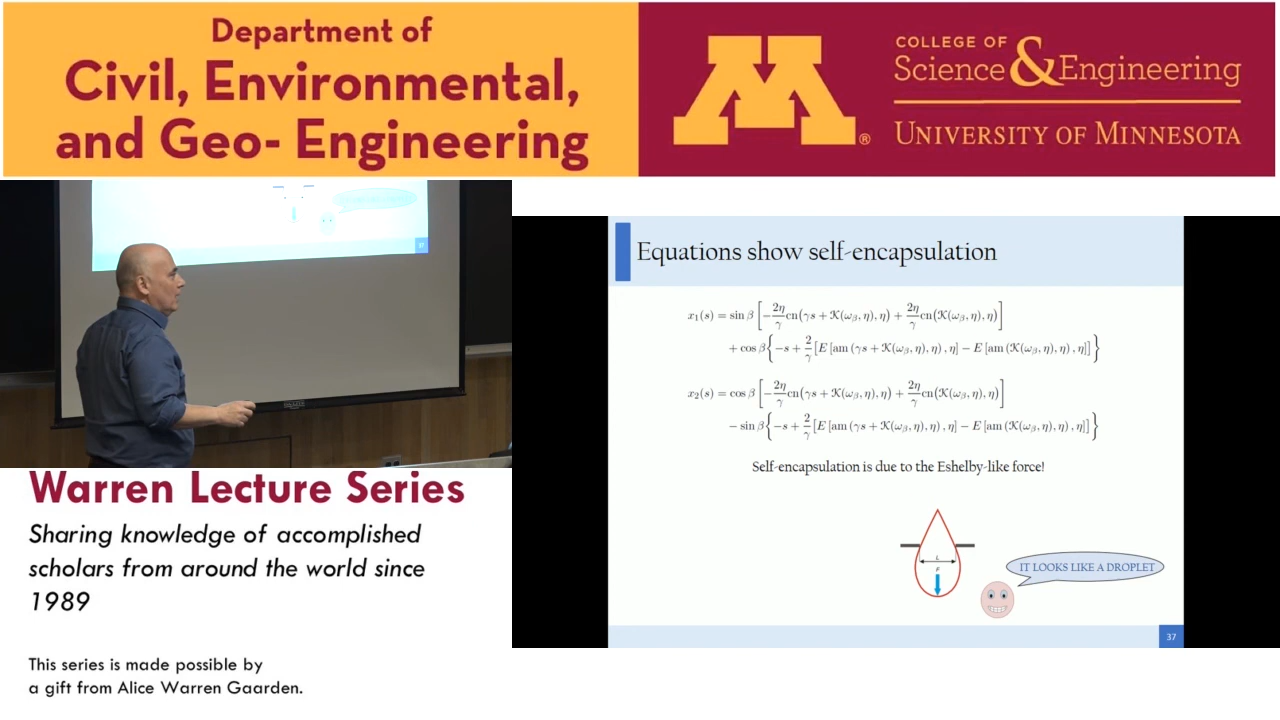 Department of
Civil, Environmental,
and Geo- Engineering
COLLEGE OF
Science & Engineering
UNIVERSITY OF MINNESOTA
Equations show self-encapsulation
x₁(s) = sin β [−2η/γ cn(γs + 𝒦(ω_β, η), η) + 2η/γ cn(𝒦(ω_β, η), η)]
+ cos β {−s + 2/γ [E [am (γs + 𝒦(ω_β, η), η) , η] − E [am (𝒦(ω_β, η), η) , η]]}
x₂(s) = cos β [−2η/γ cn(γs + 𝒦(ω_β, η), η) + 2η/γ cn(𝒦(ω_β, η), η)]
− sin β {−s + 2/γ [E [am (γs + 𝒦(ω_β, η), η) , η] − E [am (𝒦(ω_β, η), η) , η]]}
Self-encapsulation is due to the Eshelby-like force!
IT LOOKS LIKE A DROPLET
37
Warren Lecture Series
Sharing knowledge of accomplished
scholars from around the world since
1989
This series is made possible by
a gift from Alice Warren Gaarden.